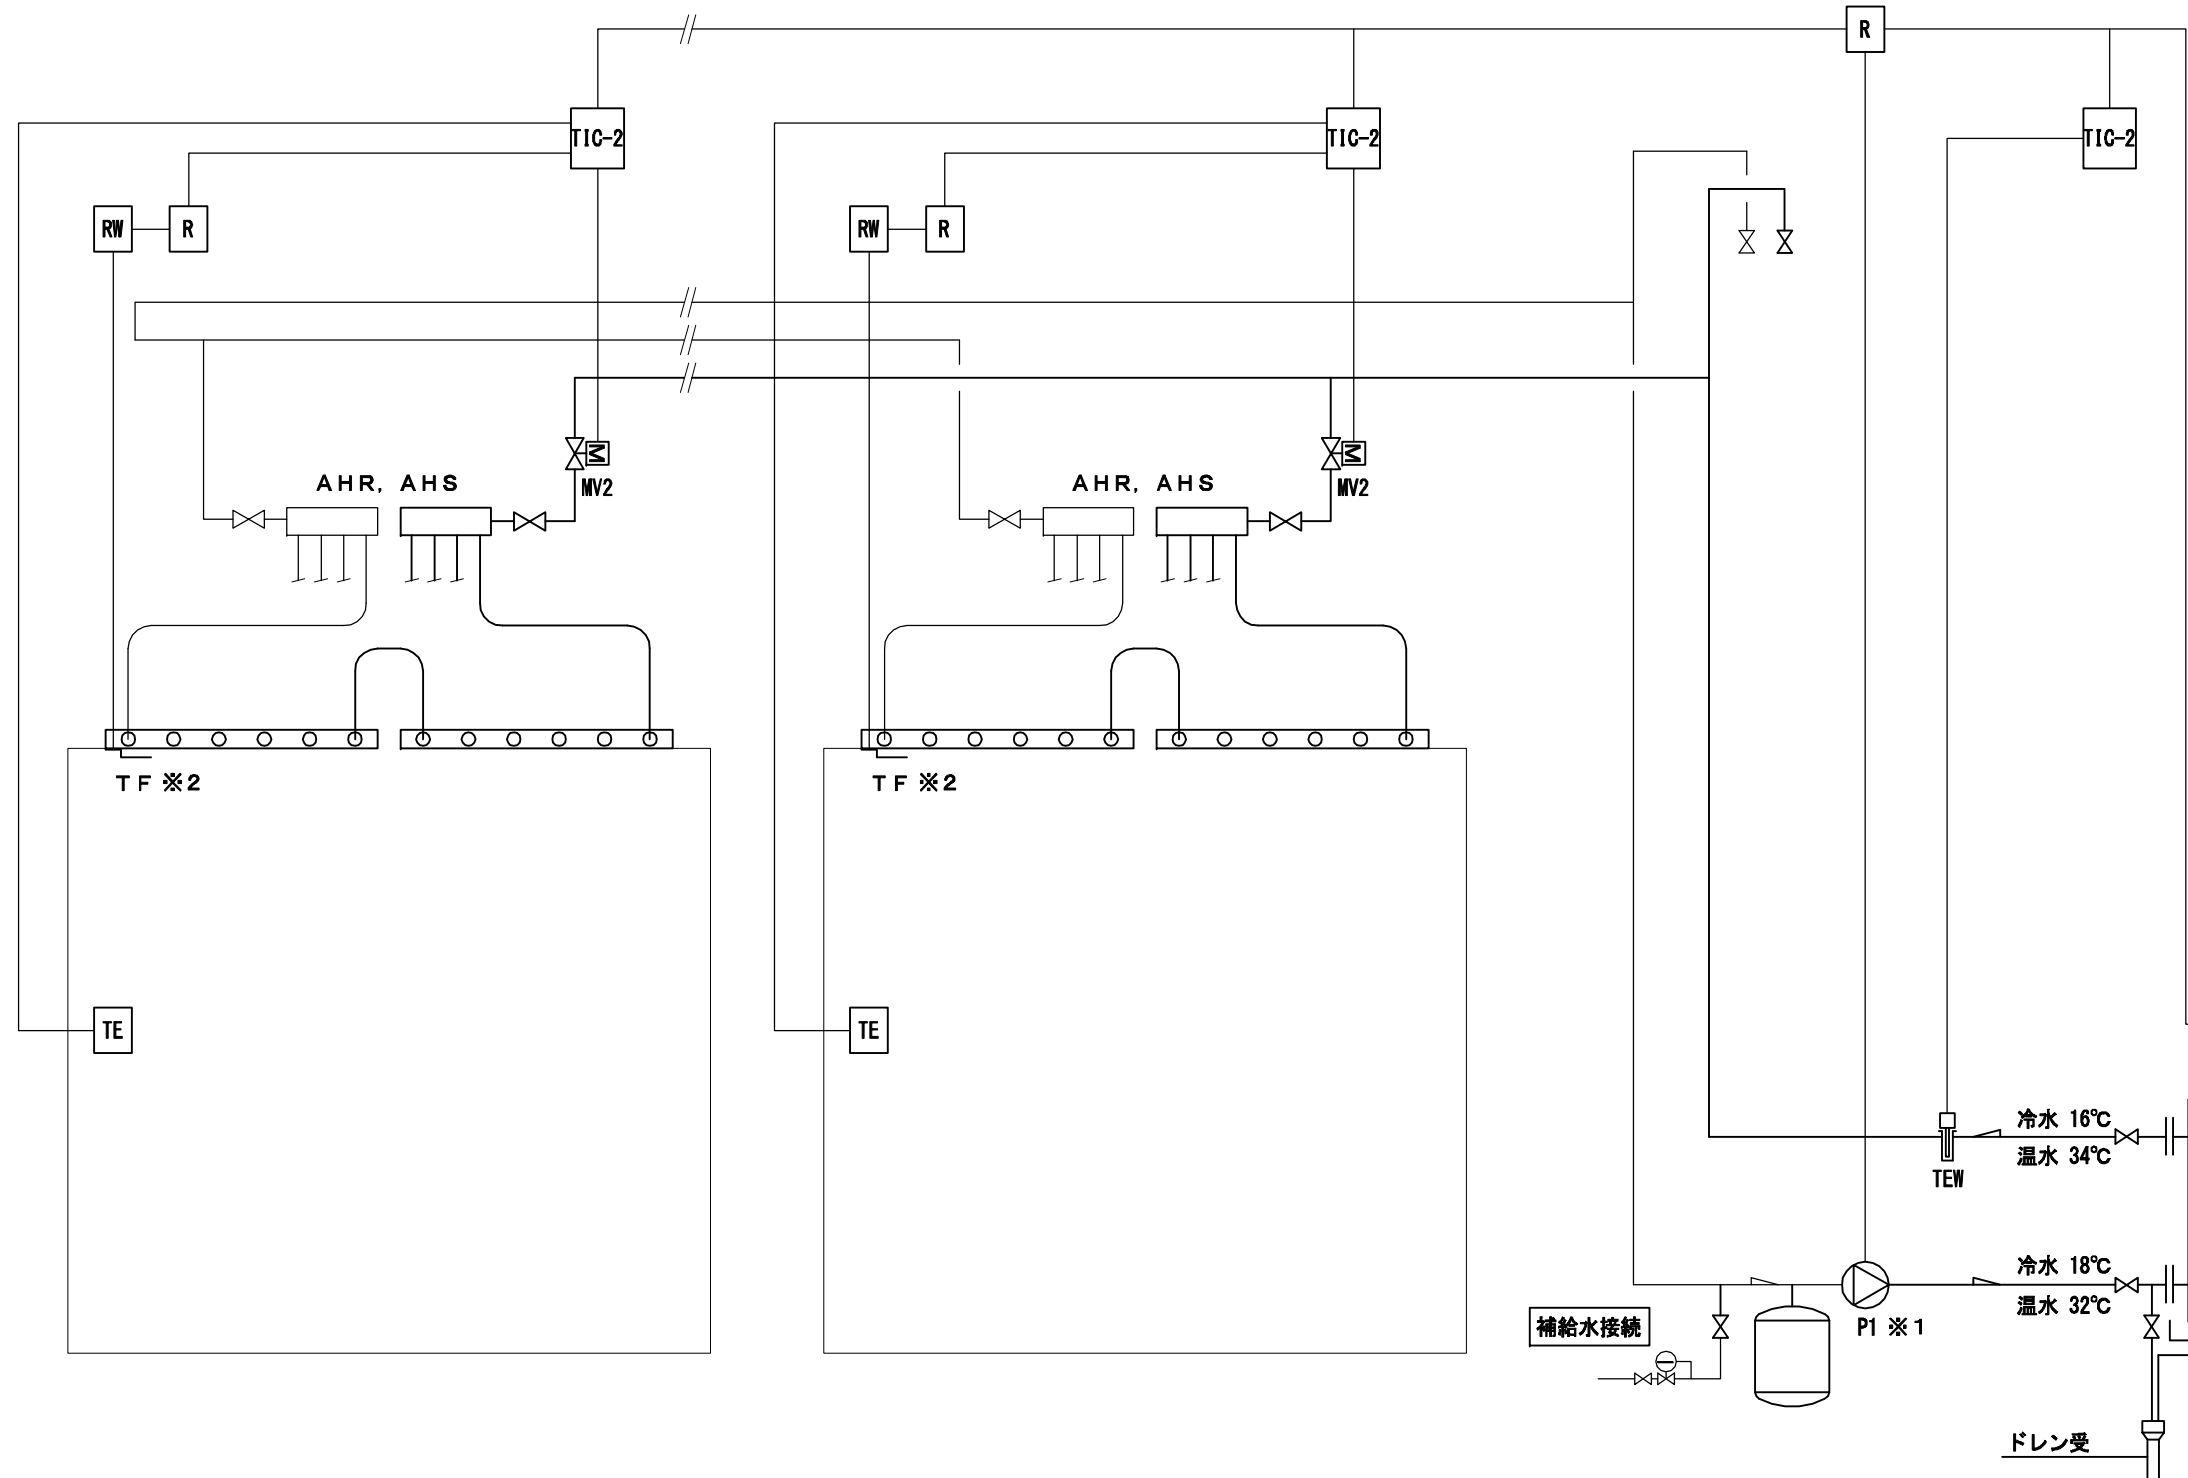 R
TIC-2
TIC-2
TIC-2
RW
R
RW
R
M
MV2
M
MV2
AHR, AHS
AHR, AHS
TF ※2
TF ※2
TE
TE
冷水 16℃
温水 34℃
TEW
冷水 18℃
温水 32℃
P1 ※1
補給水接続
ドレン受